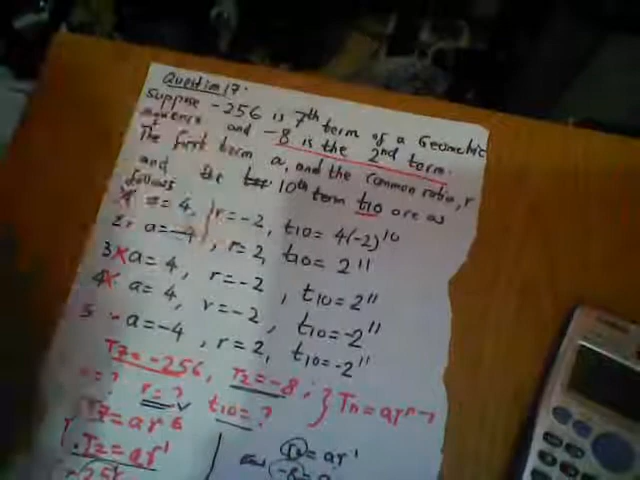 Question 17.
Suppose -256 is 7th term of a Geometric
sequence and -8 is the 2nd term.
The first term a, and the common ratio, r
and the 10th term t10 are as
follows
a = 4, r = -2, t10 = 4(-2)^10
2. a = -4, r = 2, t10 = 2^11
3 a = 4, r = -2, t10 = 2^11
4 a = 4, r = -2, t10 = -2^11
5 a = -4, r = 2, t10 = -2^11
T7 = -256, T2 = -8; } Tn = ar^n-1
= ? r = ? t10 = ?
T7 = ar^6
T2 = ar^1
= ar^1
-8 = a